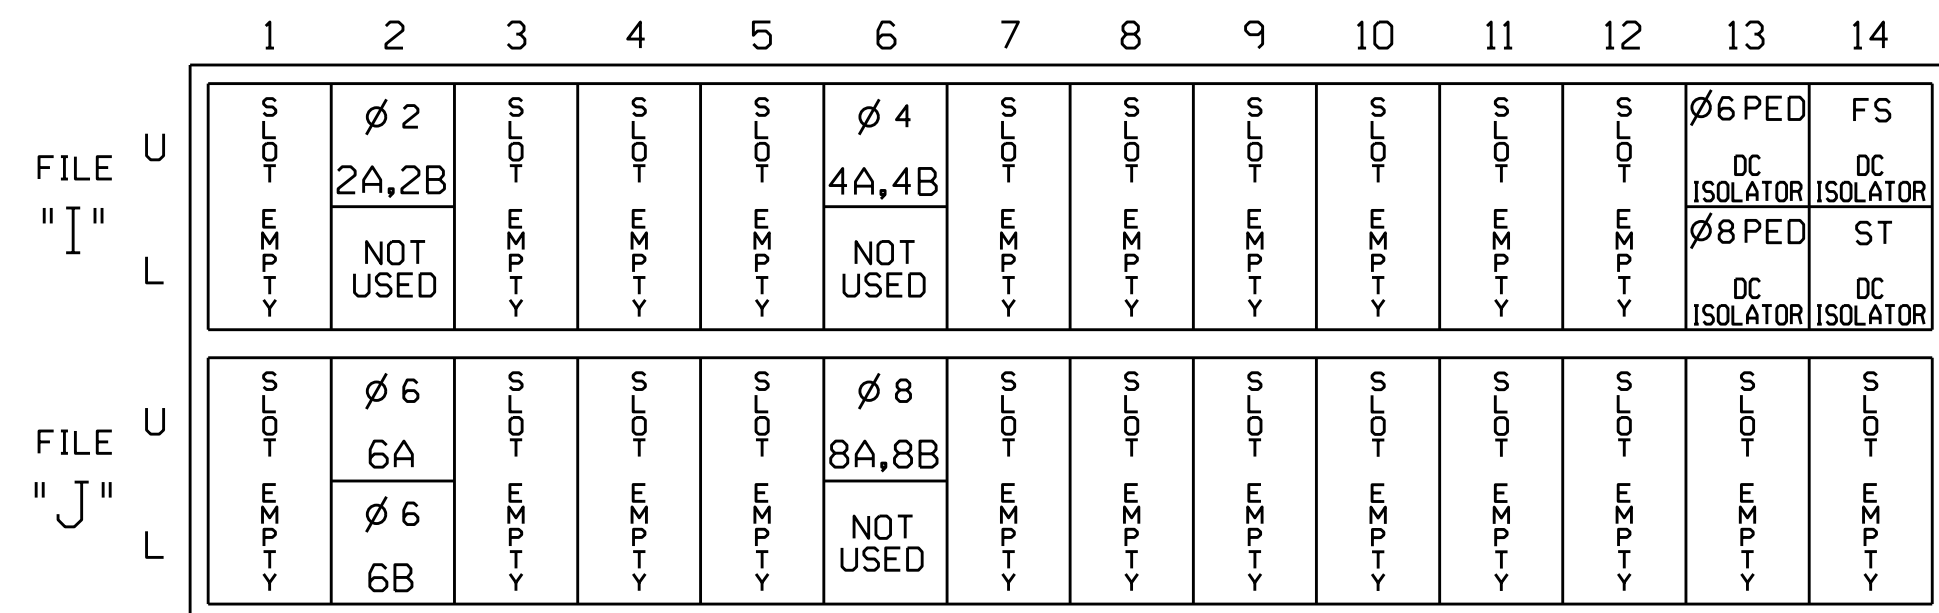 1 2 3 4 5 6 7 8 9 10 11 12 13 14
FILE "I"
U
L
SLOT EMPTY
Ø 2
2A,2B
NOT USED
SLOT EMPTY
SLOT EMPTY
SLOT EMPTY
Ø 4
4A,4B
NOT USED
SLOT EMPTY
SLOT EMPTY
SLOT EMPTY
SLOT EMPTY
SLOT EMPTY
SLOT EMPTY
Ø6 PED
DC
ISOLATOR
Ø8 PED
DC
ISOLATOR
FS
DC
ISOLATOR
ST
DC
ISOLATOR
FILE "J"
U
L
SLOT EMPTY
Ø 6
6A
Ø 6
6B
SLOT EMPTY
SLOT EMPTY
SLOT EMPTY
Ø 8
8A,8B
NOT USED
SLOT EMPTY
SLOT EMPTY
SLOT EMPTY
SLOT EMPTY
SLOT EMPTY
SLOT EMPTY
SLOT EMPTY
SLOT EMPTY